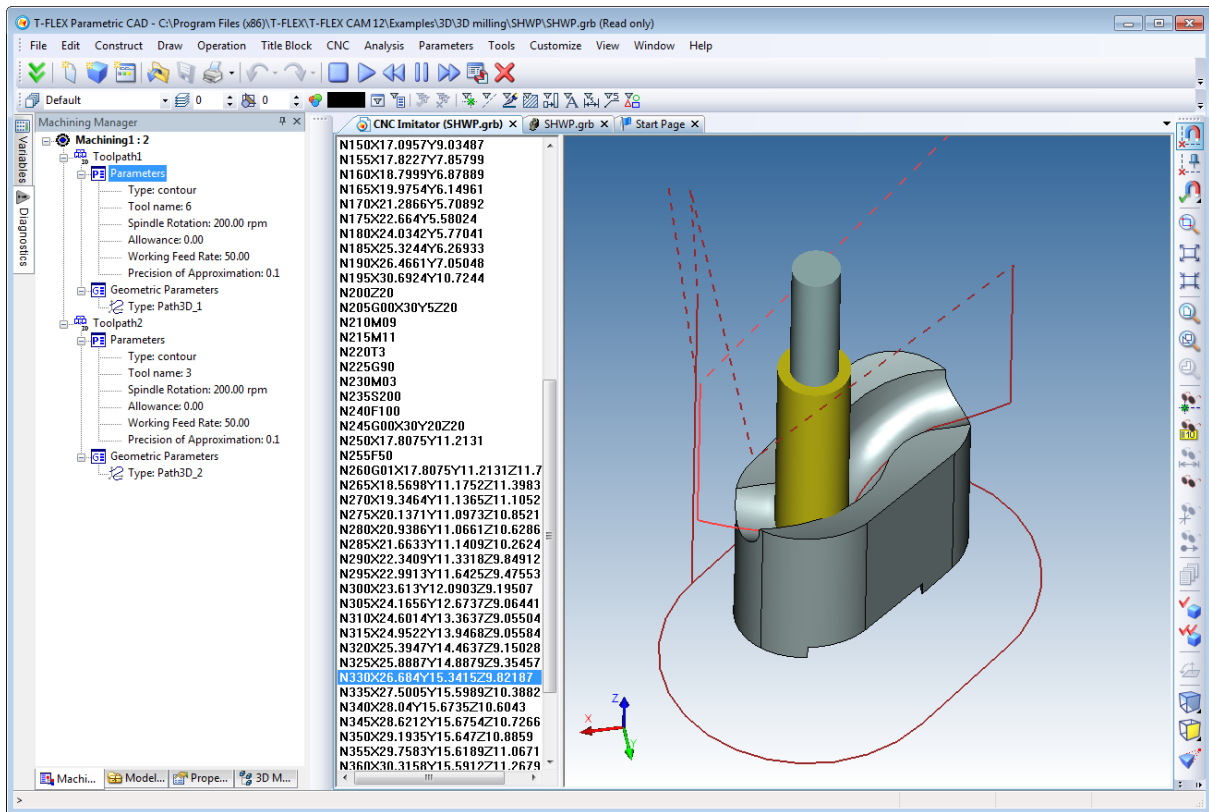 T-FLEX Parametric CAD - C:\Program Files (x86)\T-FLEX\T-FLEX CAM 12\Examples\3D\3D milling\SHWP\SHWP.grb (Read only)
File Edit Construct Draw Operation Title Block CNC Analysis Parameters Tools Customize View Window Help
Default 0 0
Machining Manager
CNC Imitator (SHWP.grb) SHWP.grb Start Page
Variables
Diagnostics
Machining1 : 2
Toolpath1
Parameters
Type: contour
Tool name: 6
Spindle Rotation: 200.00 rpm
Allowance: 0.00
Working Feed Rate: 50.00
Precision of Approximation: 0.1
Geometric Parameters
Type: Path3D_1
Toolpath2
Parameters
Type: contour
Tool name: 3
Spindle Rotation: 200.00 rpm
Allowance: 0.00
Working Feed Rate: 50.00
Precision of Approximation: 0.1
Geometric Parameters
Type: Path3D_2
N150X17.0957Y9.03487
N155X17.8227Y7.85799
N160X18.7999Y6.87889
N165X19.9754Y6.14961
N170X21.2866Y5.70892
N175X22.664Y5.58024
N180X24.0342Y5.77041
N185X25.3244Y6.26933
N190X26.4661Y7.05048
N195X30.6924Y10.7244
N200Z20
N205G00X30Y5Z20
N210M09
N215M11
N220T3
N225G90
N230M03
N235S200
N240F100
N245G00X30Y20Z20
N250X17.8075Y11.2131
N255F50
N260G01X17.8075Y11.2131Z11.7
N265X18.5698Y11.1752Z11.3983
N270X19.3464Y11.1365Z11.1052
N275X20.1371Y11.0973Z10.8521
N280X20.9386Y11.0661Z10.6286
N285X21.6633Y11.1409Z10.2624
N290X22.3409Y11.3318Z9.84912
N295X22.9913Y11.6425Z9.47553
N300X23.613Y12.0903Z9.19507
N305X24.1656Y12.6737Z9.06441
N310X24.6014Y13.3637Z9.05504
N315X24.9522Y13.9468Z9.05584
N320X25.3947Y14.4637Z9.15028
N325X25.8887Y14.8879Z9.35457
N330X26.684Y15.3415Z9.82187
N335X27.5005Y15.5989Z10.3882
N340X28.04Y15.6735Z10.6043
N345X28.6212Y15.6754Z10.7266
N350X29.1935Y15.647Z10.8859
N355X29.7583Y15.6189Z11.0671
N360X30.3158Y15.5912Z11.2679
Z
X
Y
10
Machi... Model... Prope... 3D M...
>